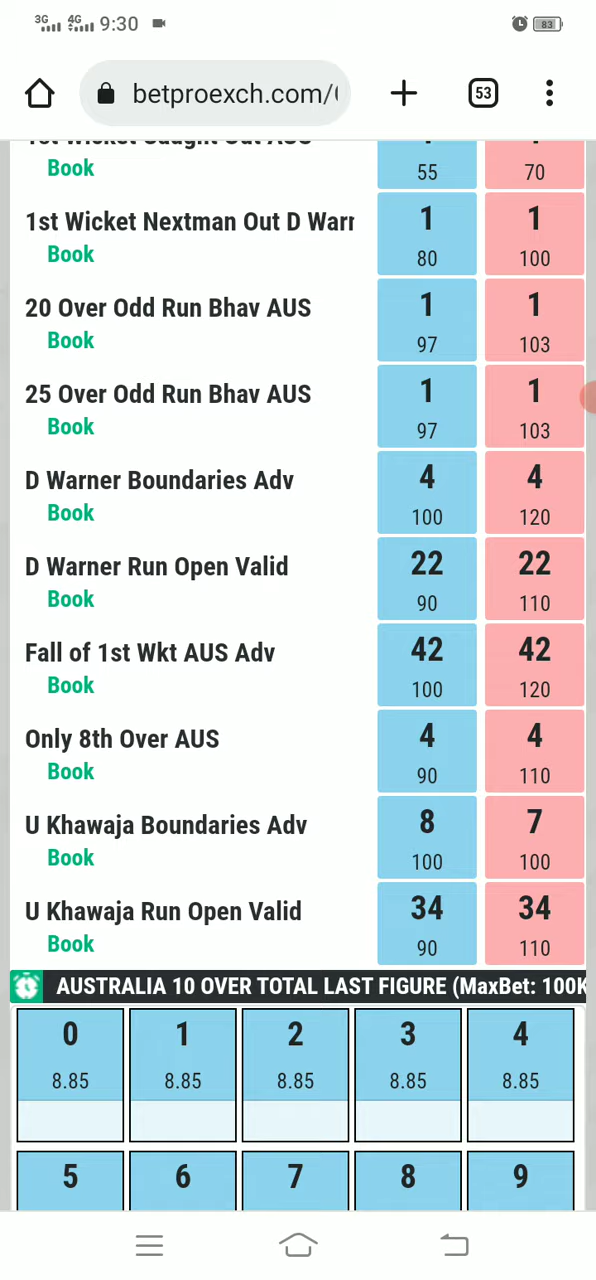 3G 4G 9:30 83
betproexch.com/ 53
Book 55 70
1st Wicket Nextman Out D Warr 1 1
Book 80 100
20 Over Odd Run Bhav AUS 1 1
Book 97 103
25 Over Odd Run Bhav AUS 1 1
Book 97 103
D Warner Boundaries Adv 4 4
Book 100 120
D Warner Run Open Valid 22 22
Book 90 110
Fall of 1st Wkt AUS Adv 42 42
Book 100 120
Only 8th Over AUS 4 4
Book 90 110
U Khawaja Boundaries Adv 8 7
Book 100 100
U Khawaja Run Open Valid 34 34
Book 90 110
AUSTRALIA 10 OVER TOTAL LAST FIGURE (MaxBet: 100K
0 1 2 3 4
8.85 8.85 8.85 8.85 8.85
5 6 7 8 9